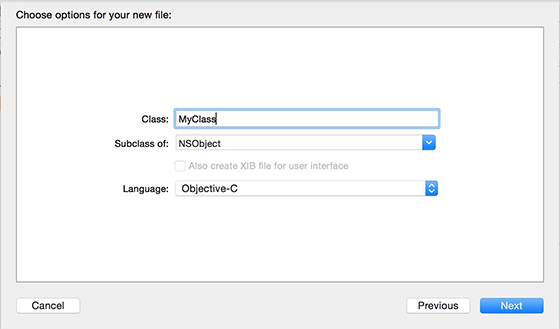 Choose options for your new file:
Class: MyClass
Subclass of: NSObject
Also create XIB file for user interface
Language: Objective-C
Cancel Previous Next